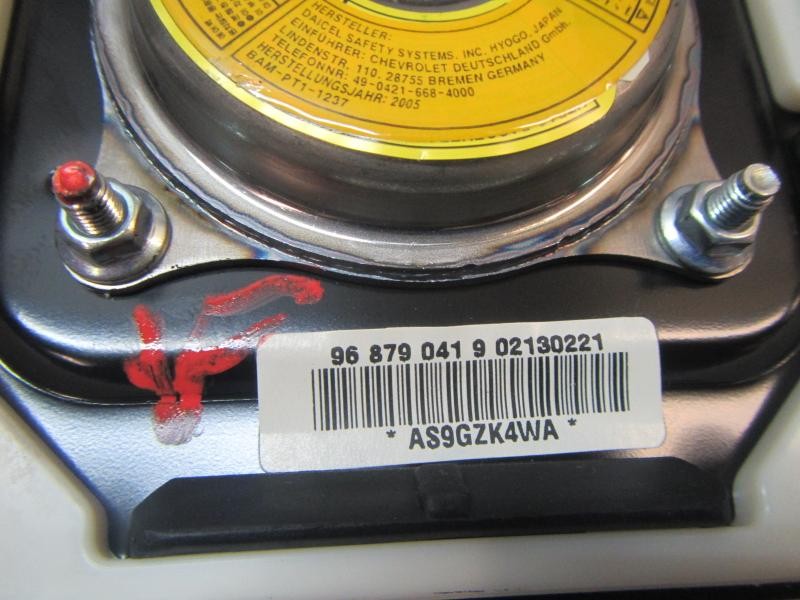 HERSTELLER:
DAICEL SAFETY SYSTEMS. INC. HYOGO, JAPAN
EINFÜHRER: CHEVROLET DEUTSCHLAND Gmbh.
LINDENSTR, 110, 28755 BREMEN GERMANY
TELEFONNR: 49-0421-668-4000
HERSTELLUNGSJAHR: 2005
BAM-PT1-1237
96 879 041 9 02130221
* AS9GZK4WA *